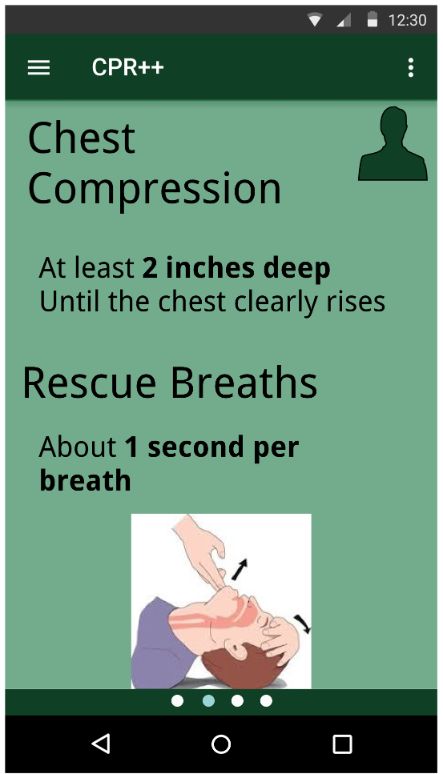 12:30
CPR++
Chest
Compression
At least 2 inches deep
Until the chest clearly rises
Rescue Breaths
About 1 second per
breath